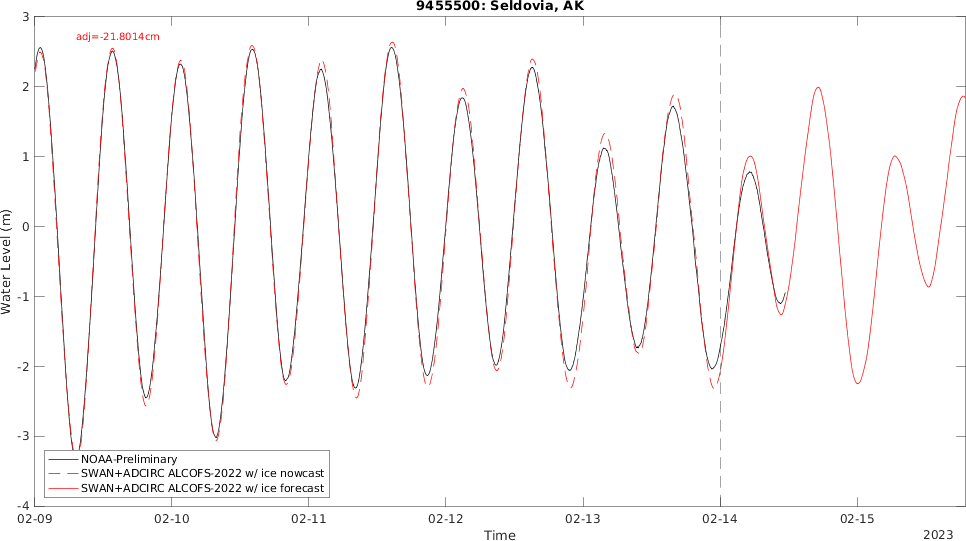 9455500: Seldovia, AK
adj=-21.8014cm
3
2
1
0
-1
-2
-3
-4
Water Level (m)
NOAA-Preliminary
SWAN+ADCIRC ALCOFS-2022 w/ ice nowcast
SWAN+ADCIRC ALCOFS-2022 w/ ice forecast
02-09 02-10 02-11 02-12 02-13 02-14 02-15
Time
2023